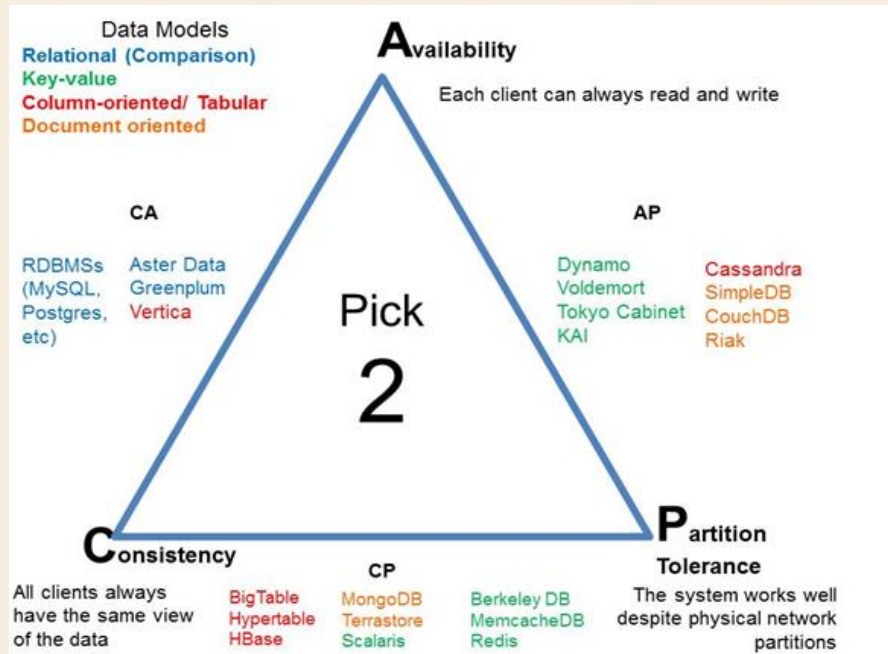 Data Models
Relational (Comparison)
Key-value
Column-oriented/ Tabular
Document oriented
Availability
Each client can always read and write
CA
RDBMSs
(MySQL,
Postgres,
etc)
Aster Data
Greenplum
Vertica
Pick
2
AP
Dynamo
Voldemort
Tokyo Cabinet
KAI
Cassandra
SimpleDB
CouchDB
Riak
Consistency
All clients always
have the same view
of the data
CP
BigTable
Hypertable
HBase
MongoDB
Terrastore
Scalaris
Berkeley DB
MemcacheDB
Redis
Partition
Tolerance
The system works well
despite physical network
partitions